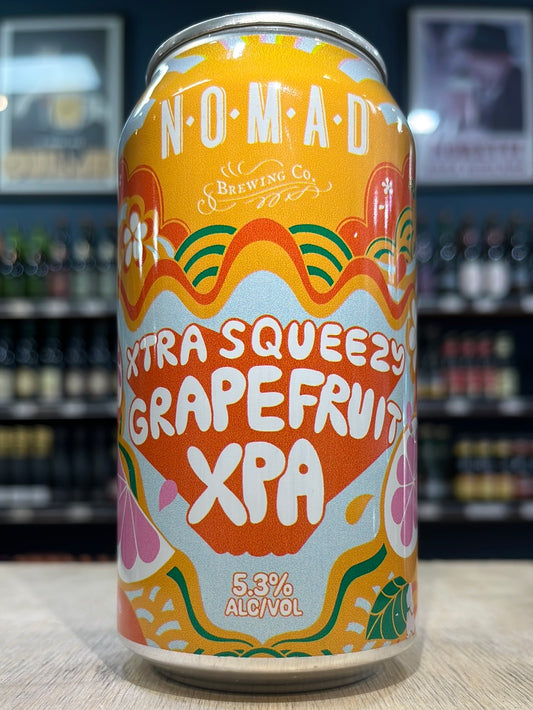 N·O·M·A·D
BREWING CO.
XTRA SQUEEZY
GRAPEFRUIT
XPA
5.3%
ALC/VOL